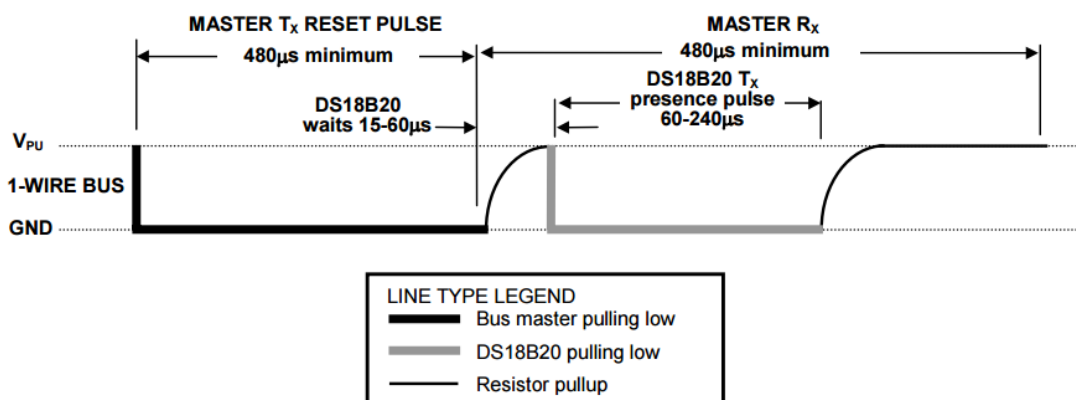 MASTER TX RESET PULSE
480μs minimum
MASTER RX
480μs minimum
DS18B20 TX
presence pulse
60-240μs
DS18B20
waits 15-60μs
VPU
1-WIRE BUS
GND
LINE TYPE LEGEND
Bus master pulling low
DS18B20 pulling low
Resistor pullup